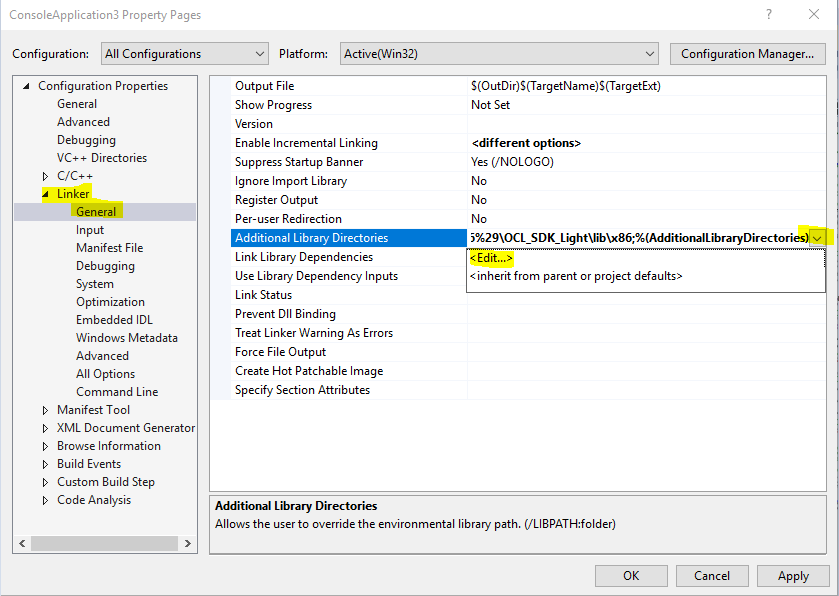 ConsoleApplication3 Property Pages
?
Configuration: All Configurations Platform: Active(Win32) Configuration Manager...
Configuration Properties
General
Advanced
Debugging
VC++ Directories
C/C++
Linker
General
Input
Manifest File
Debugging
System
Optimization
Embedded IDL
Windows Metadata
Advanced
All Options
Command Line
Manifest Tool
XML Document Generator
Browse Information
Build Events
Custom Build Step
Code Analysis
Output File $(OutDir)$(TargetName)$(TargetExt)
Show Progress Not Set
Version
Enable Incremental Linking <different options>
Suppress Startup Banner Yes (/NOLOGO)
Ignore Import Library No
Register Output No
Per-user Redirection No
Additional Library Directories 5%29\OCL_SDK_Light\lib\x86;%(AdditionalLibraryDirectories)
Link Library Dependencies <Edit...>
Use Library Dependency Inputs <inherit from parent or project defaults>
Link Status
Prevent Dll Binding
Treat Linker Warning As Errors
Force File Output
Create Hot Patchable Image
Specify Section Attributes
Additional Library Directories
Allows the user to override the environmental library path. (/LIBPATH:folder)
OK Cancel Apply